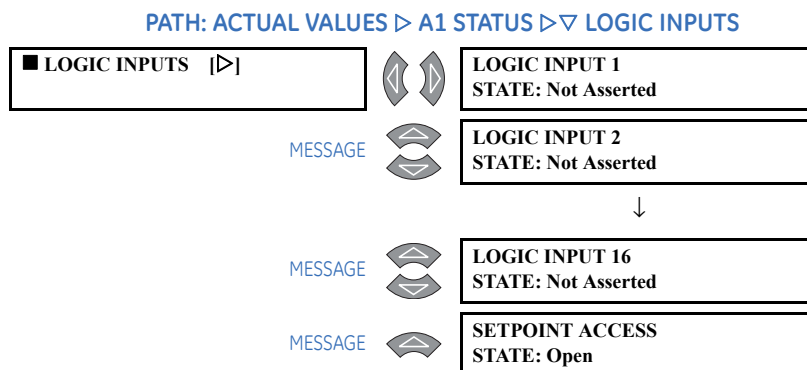 PATH: ACTUAL VALUES ▷ A1 STATUS ▷▽ LOGIC INPUTS
■ LOGIC INPUTS [▷]
LOGIC INPUT 1
STATE: Not Asserted
MESSAGE
LOGIC INPUT 2
STATE: Not Asserted
↓
MESSAGE
LOGIC INPUT 16
STATE: Not Asserted
MESSAGE
SETPOINT ACCESS
STATE: Open